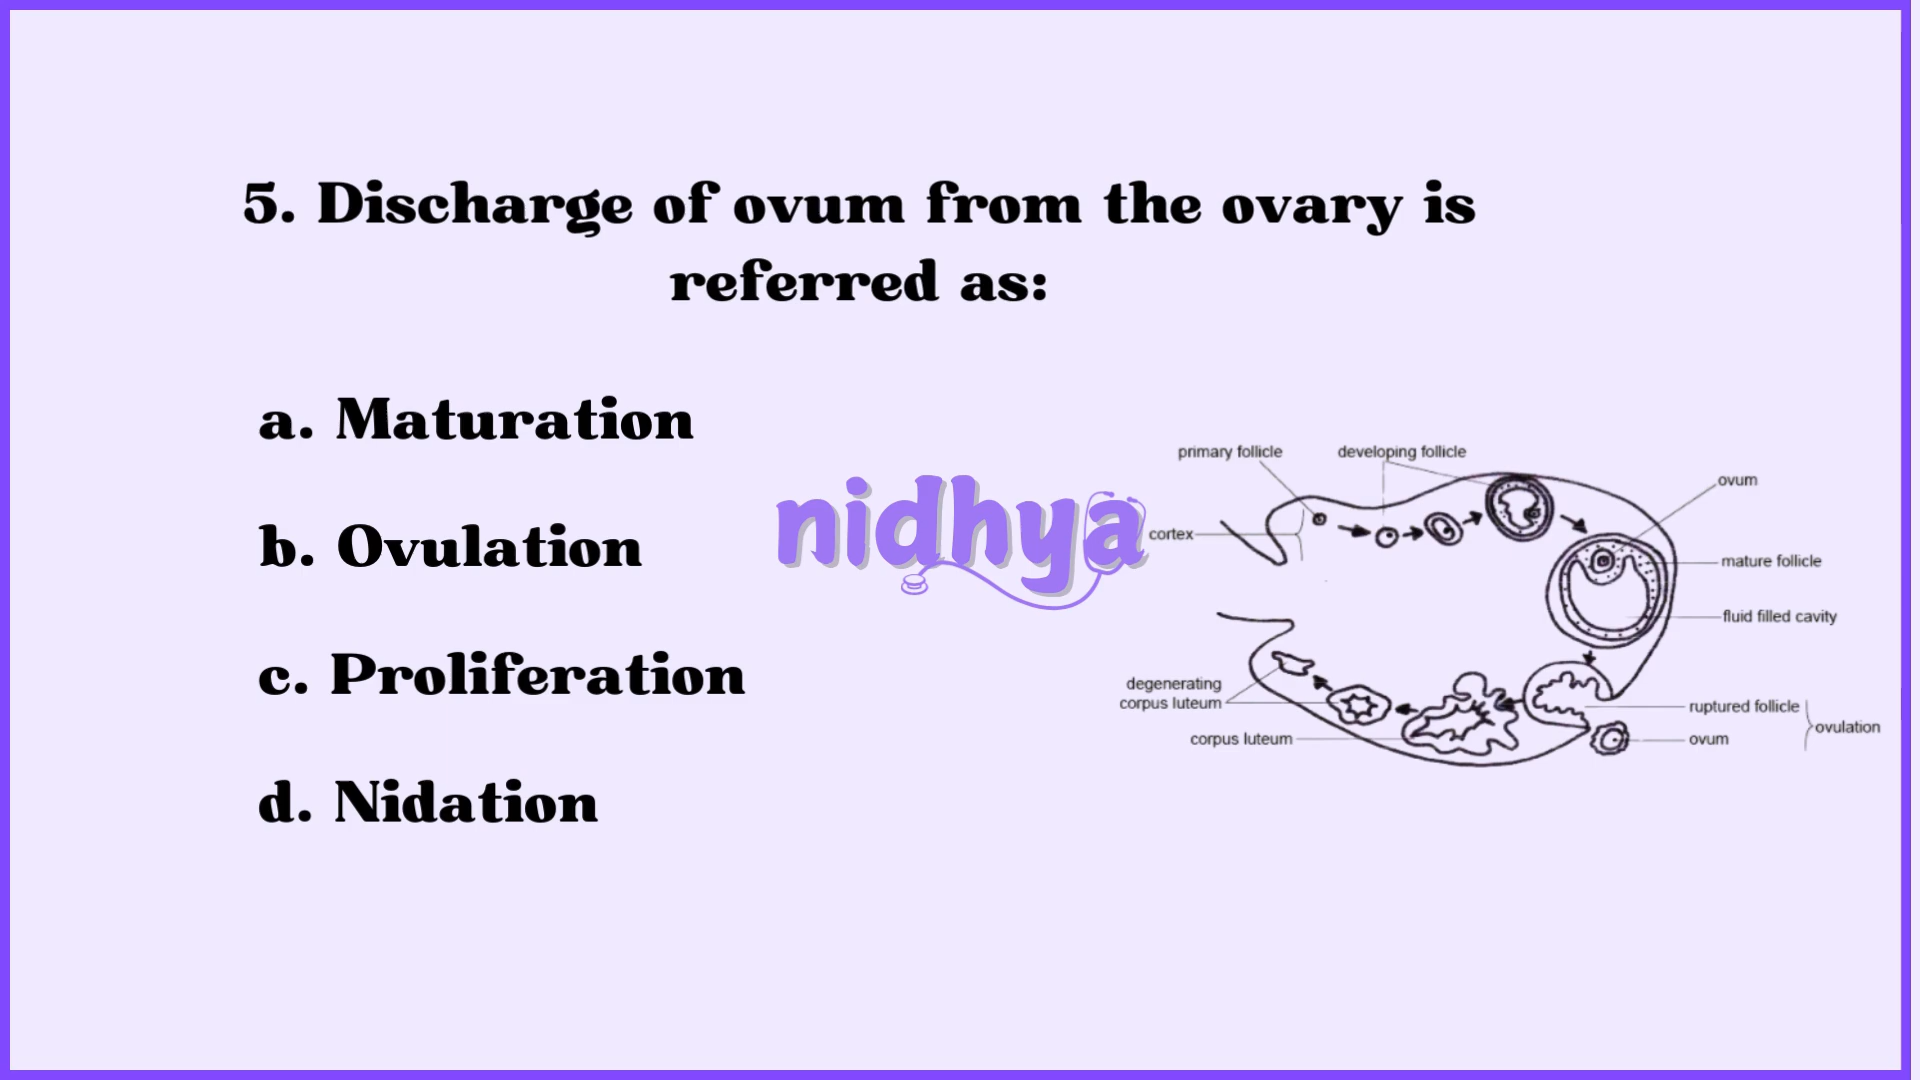 5. Discharge of ovum from the ovary is
referred as:
a. Maturation
b. Ovulation
c. Proliferation
d. Nidation
nidhya
primary follicle
developing follicle
ovum
cortex
mature follicle
fluid filled cavity
degenerating
corpus luteum
corpus luteum
ruptured follicle
ovulation
ovum